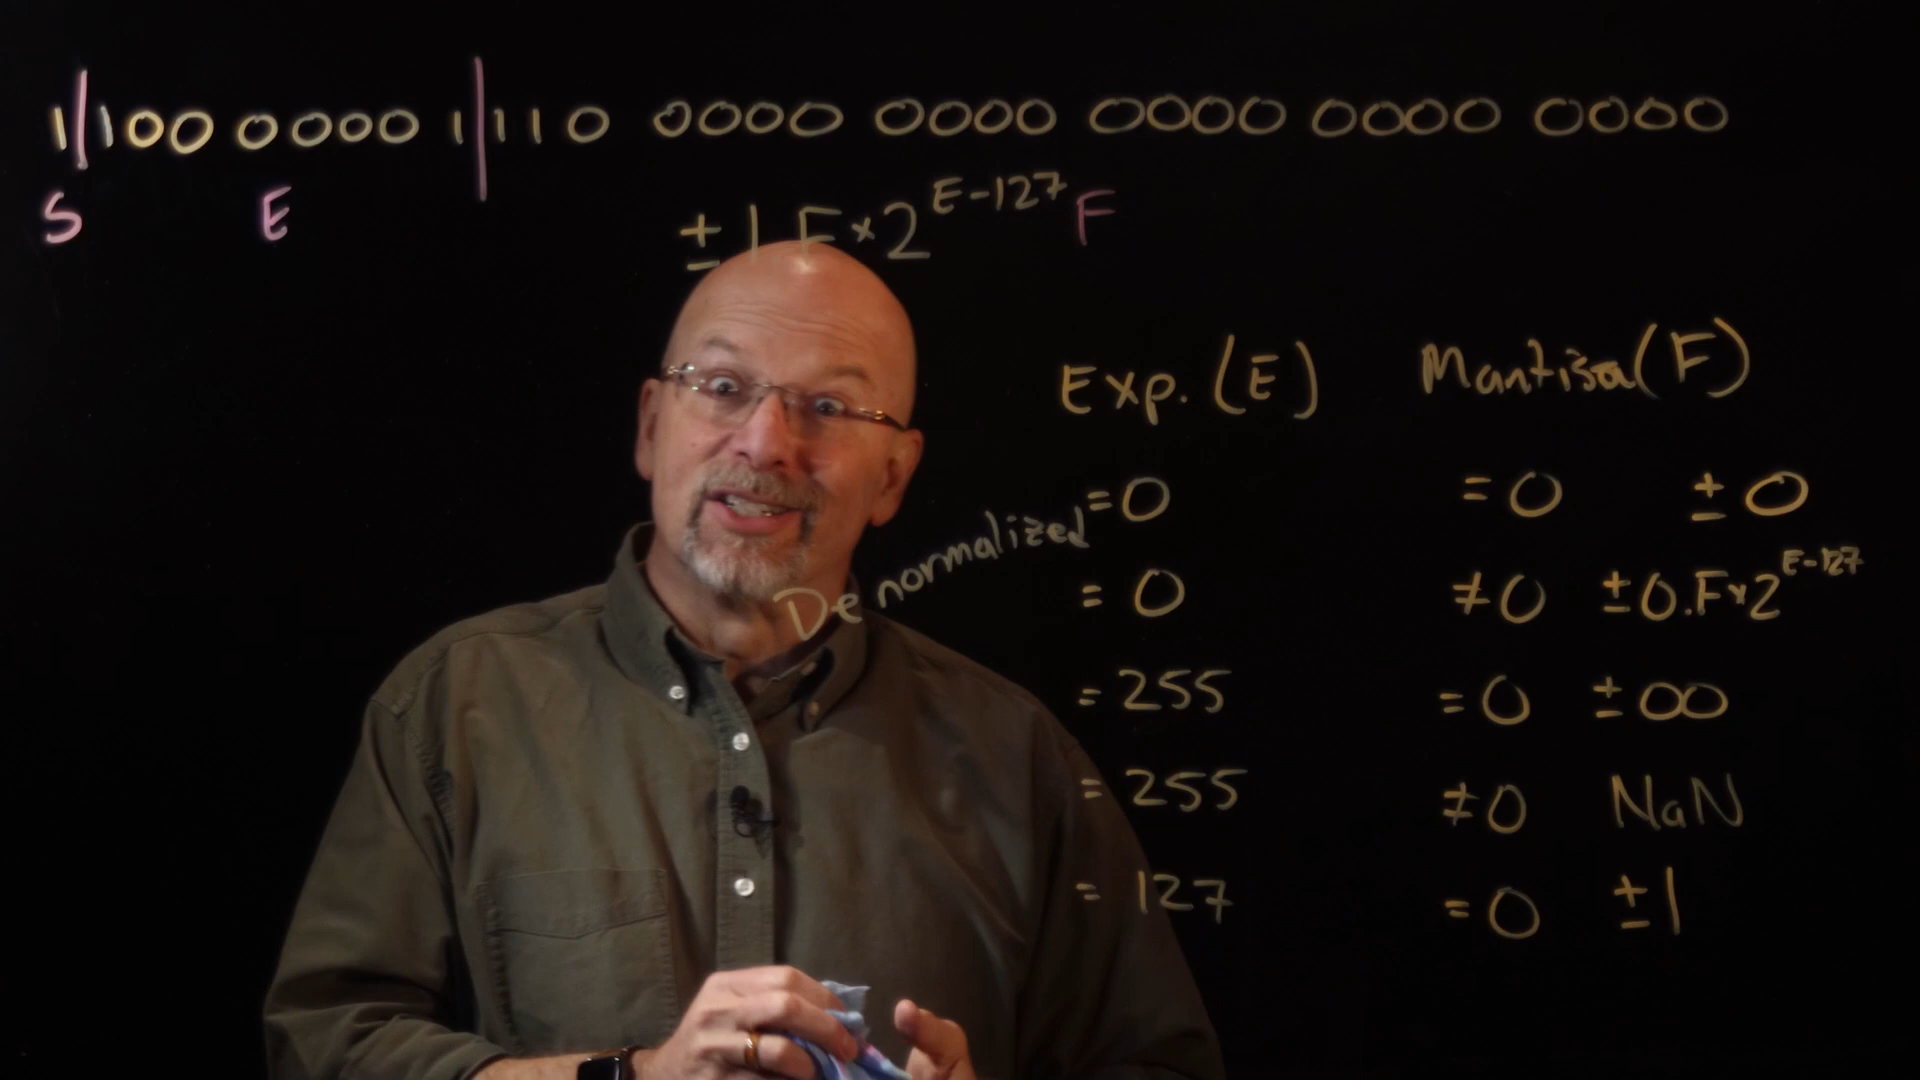 1|100 0000 1|110 0000 0000 0000 0000 0000
S E F
± 1.F×2^E-127
Exp. (E) Mantissa (F)
=0 =0 ±0
Denormalized
=0 ≠0 ±0.F×2^E-127
=255 =0 ±∞
=255 ≠0 NaN
=127 =0 ±1